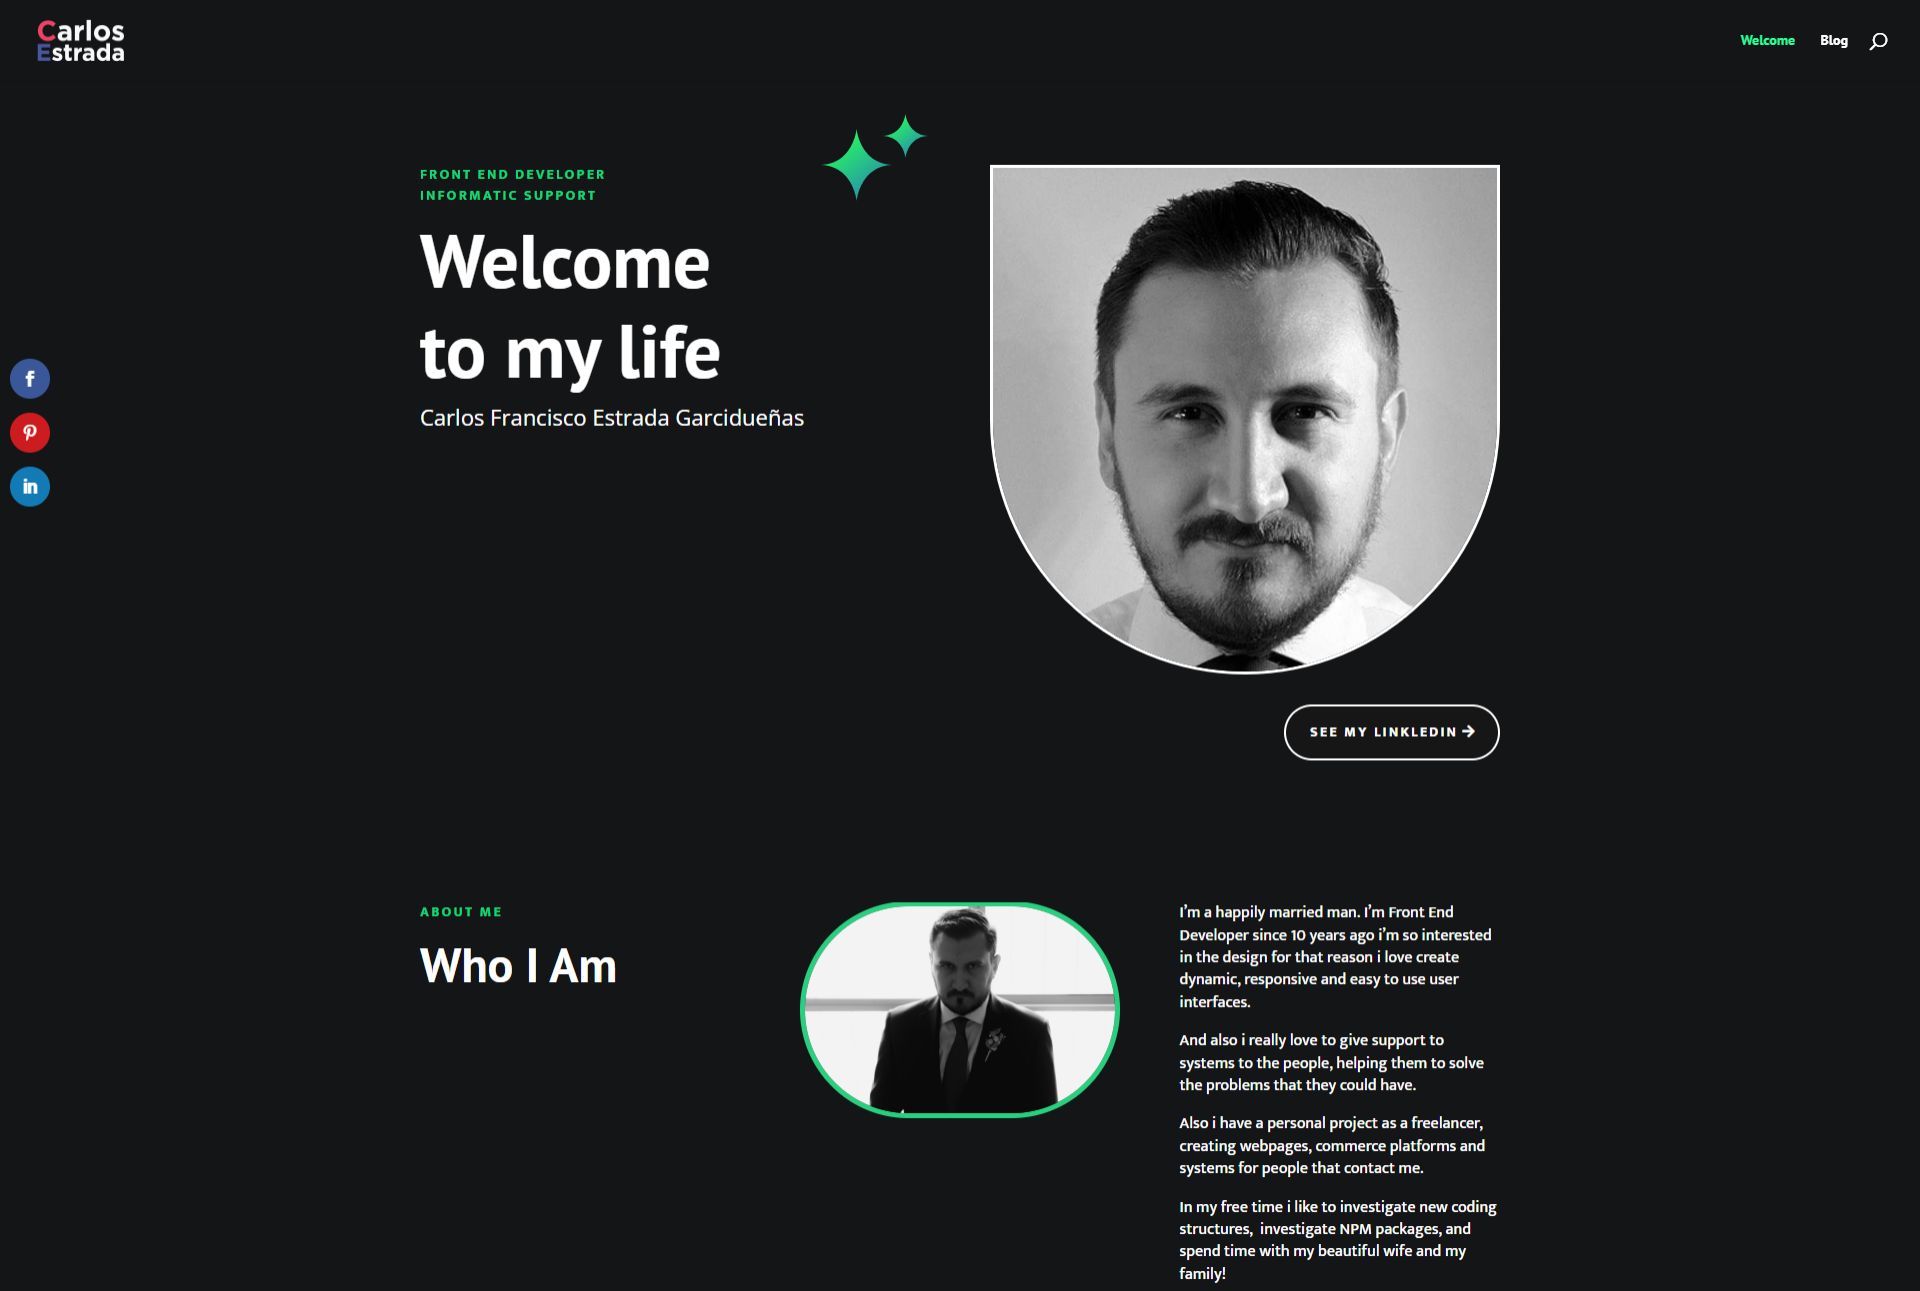 Carlos
Estrada
Welcome
Blog
FRONT END DEVELOPER
INFORMATIC SUPPORT
Welcome
to my life
Carlos Francisco Estrada Garcidueñas
SEE MY LINKLEDIN
ABOUT ME
Who I Am
I'm a happily married man. I'm Front End
Developer since 10 years ago i'm so interested
in the design for that reason i love create
dynamic, responsive and easy to use user
interfaces.
And also i really love to give support to
systems to the people, helping them to solve
the problems that they could have.
Also i have a personal project as a freelancer,
creating webpages, commerce platforms and
systems for people that contact me.
In my free time i like to investigate new coding
structures,  investigate NPM packages, and
spend time with my beautiful wife and my
family!